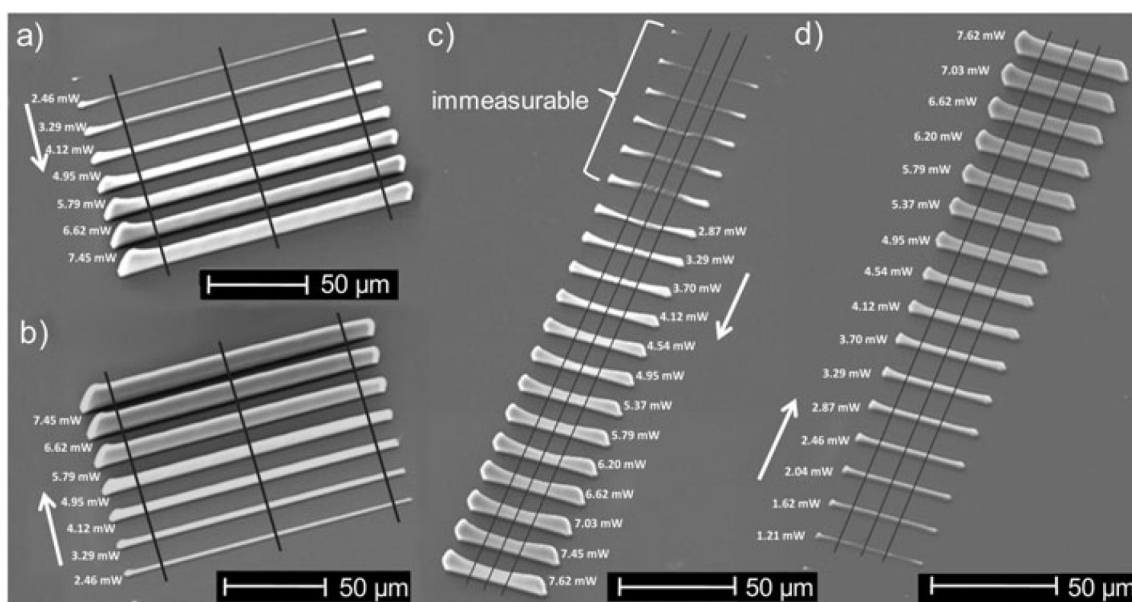 a)
2.46 mW
3.29 mW
4.12 mW
4.95 mW
5.79 mW
6.62 mW
7.45 mW
50 µm
b)
7.45 mW
6.62 mW
5.79 mW
4.95 mW
4.12 mW
3.29 mW
2.46 mW
50 µm
c)
immeasurable
2.87 mW
3.29 mW
3.70 mW
4.12 mW
4.54 mW
4.95 mW
5.37 mW
5.79 mW
6.20 mW
6.62 mW
7.03 mW
7.45 mW
7.62 mW
50 µm
d)
7.62 mW
7.03 mW
6.62 mW
6.20 mW
5.79 mW
5.37 mW
4.95 mW
4.54 mW
4.12 mW
3.70 mW
3.29 mW
2.87 mW
2.46 mW
2.04 mW
1.62 mW
1.21 mW
50 µm